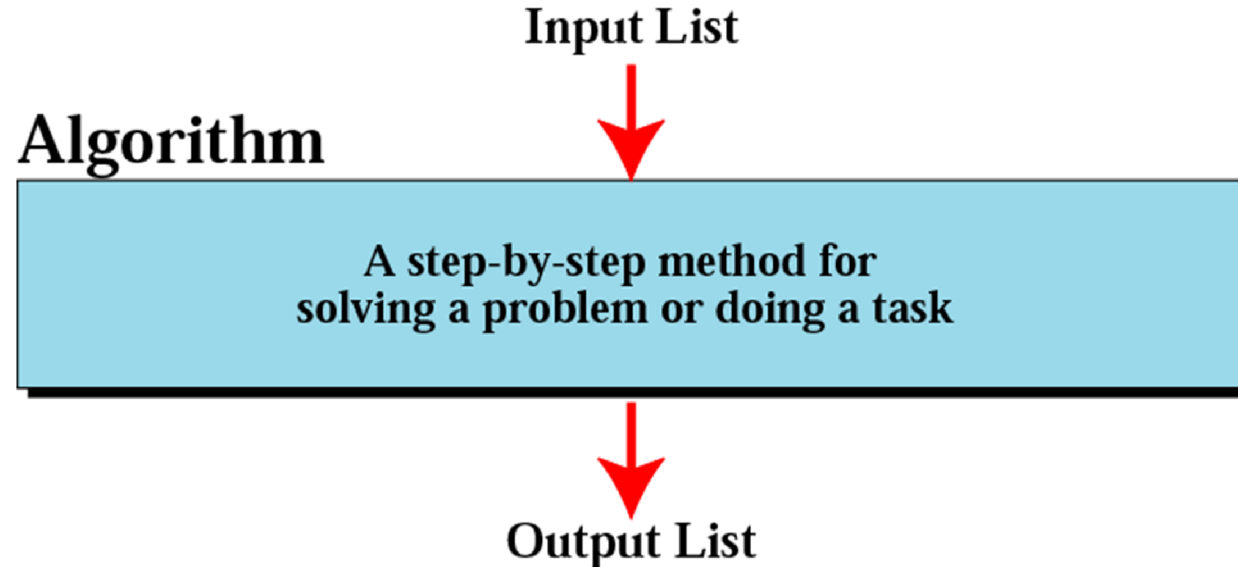 Input List
Algorithm
A step-by-step method for
solving a problem or doing a task
Output List